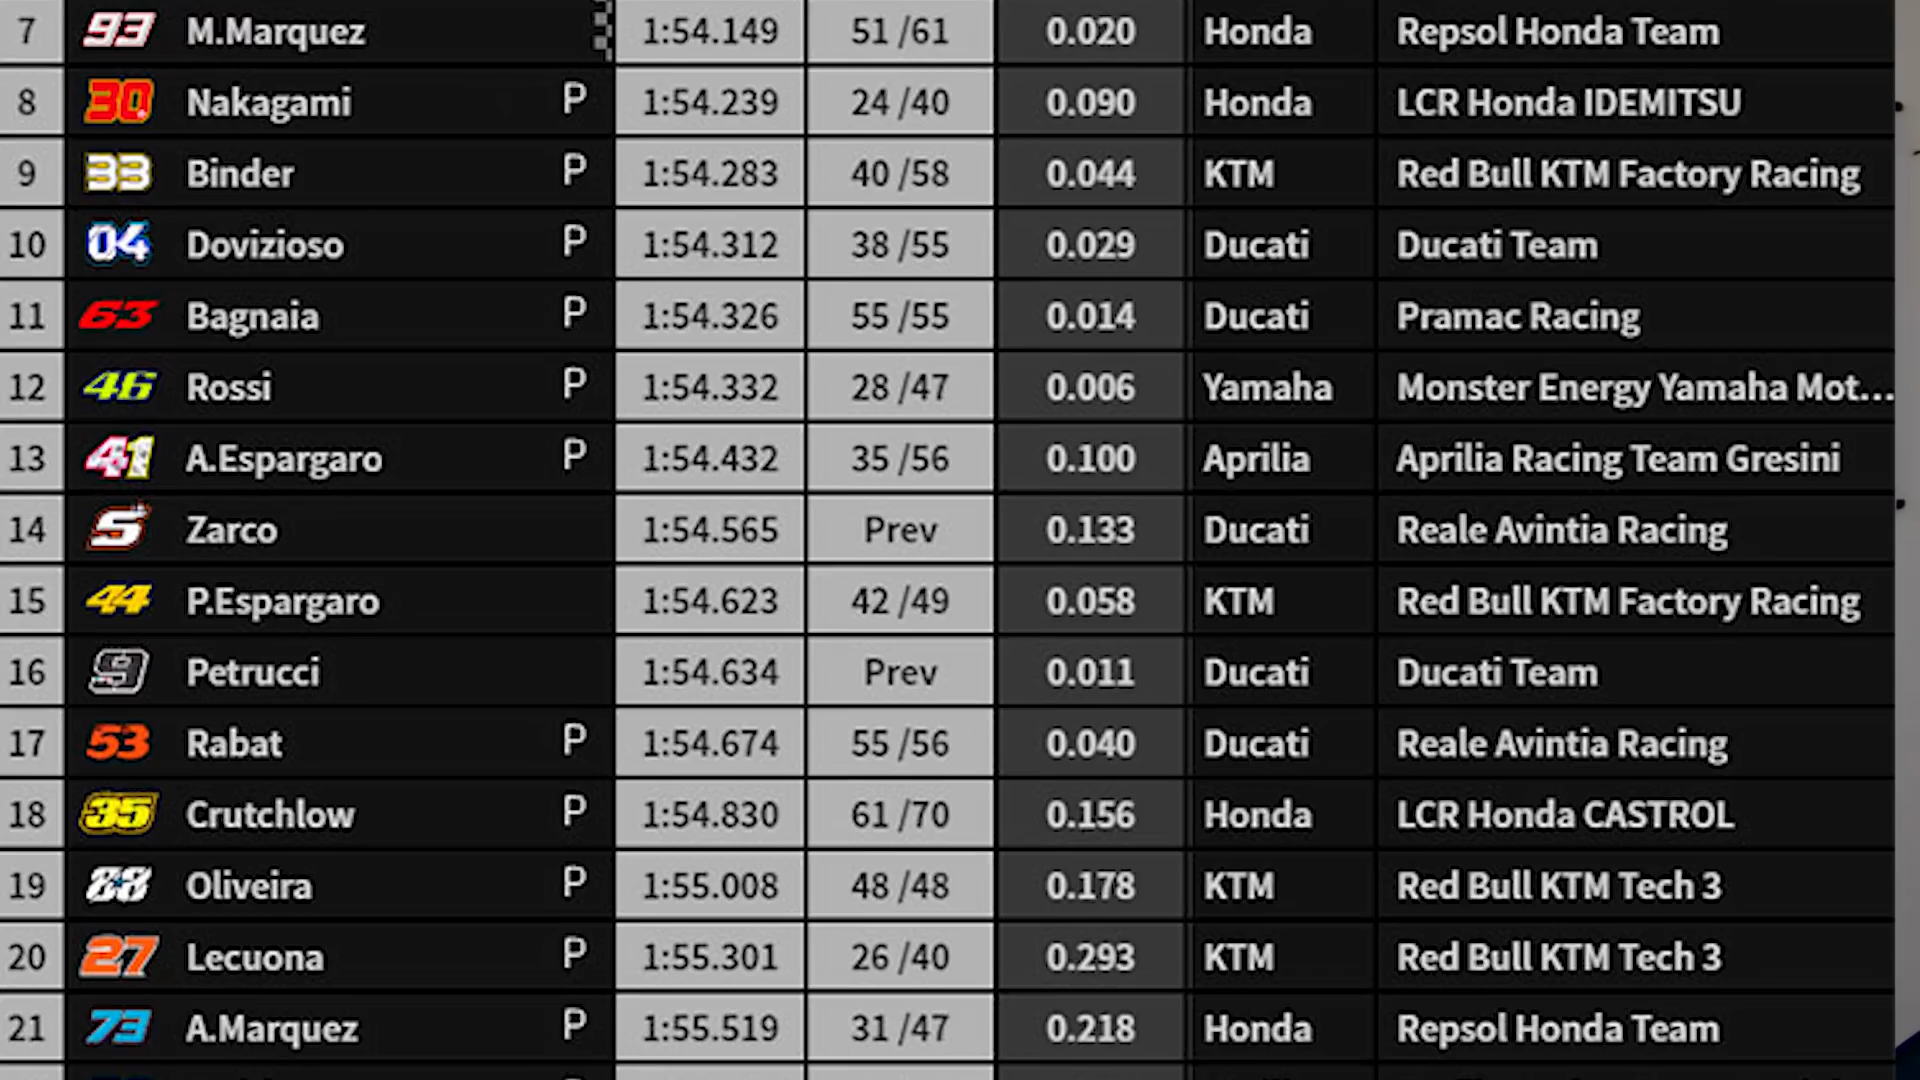 7 93 M.Marquez 1:54.149 51 /61 0.020 Honda Repsol Honda Team
8 30 Nakagami P 1:54.239 24 /40 0.090 Honda LCR Honda IDEMITSU
9 33 Binder P 1:54.283 40 /58 0.044 KTM Red Bull KTM Factory Racing
10 04 Dovizioso P 1:54.312 38 /55 0.029 Ducati Ducati Team
11 63 Bagnaia P 1:54.326 55 /55 0.014 Ducati Pramac Racing
12 46 Rossi P 1:54.332 28 /47 0.006 Yamaha Monster Energy Yamaha Mot...
13 41 A.Espargaro P 1:54.432 35 /56 0.100 Aprilia Aprilia Racing Team Gresini
14 5 Zarco 1:54.565 Prev 0.133 Ducati Reale Avintia Racing
15 44 P.Espargaro 1:54.623 42 /49 0.058 KTM Red Bull KTM Factory Racing
16 9 Petrucci 1:54.634 Prev 0.011 Ducati Ducati Team
17 53 Rabat P 1:54.674 55 /56 0.040 Ducati Reale Avintia Racing
18 35 Crutchlow P 1:54.830 61 /70 0.156 Honda LCR Honda CASTROL
19 88 Oliveira P 1:55.008 48 /48 0.178 KTM Red Bull KTM Tech 3
20 27 Lecuona P 1:55.301 26 /40 0.293 KTM Red Bull KTM Tech 3
21 73 A.Marquez P 1:55.519 31 /47 0.218 Honda Repsol Honda Team